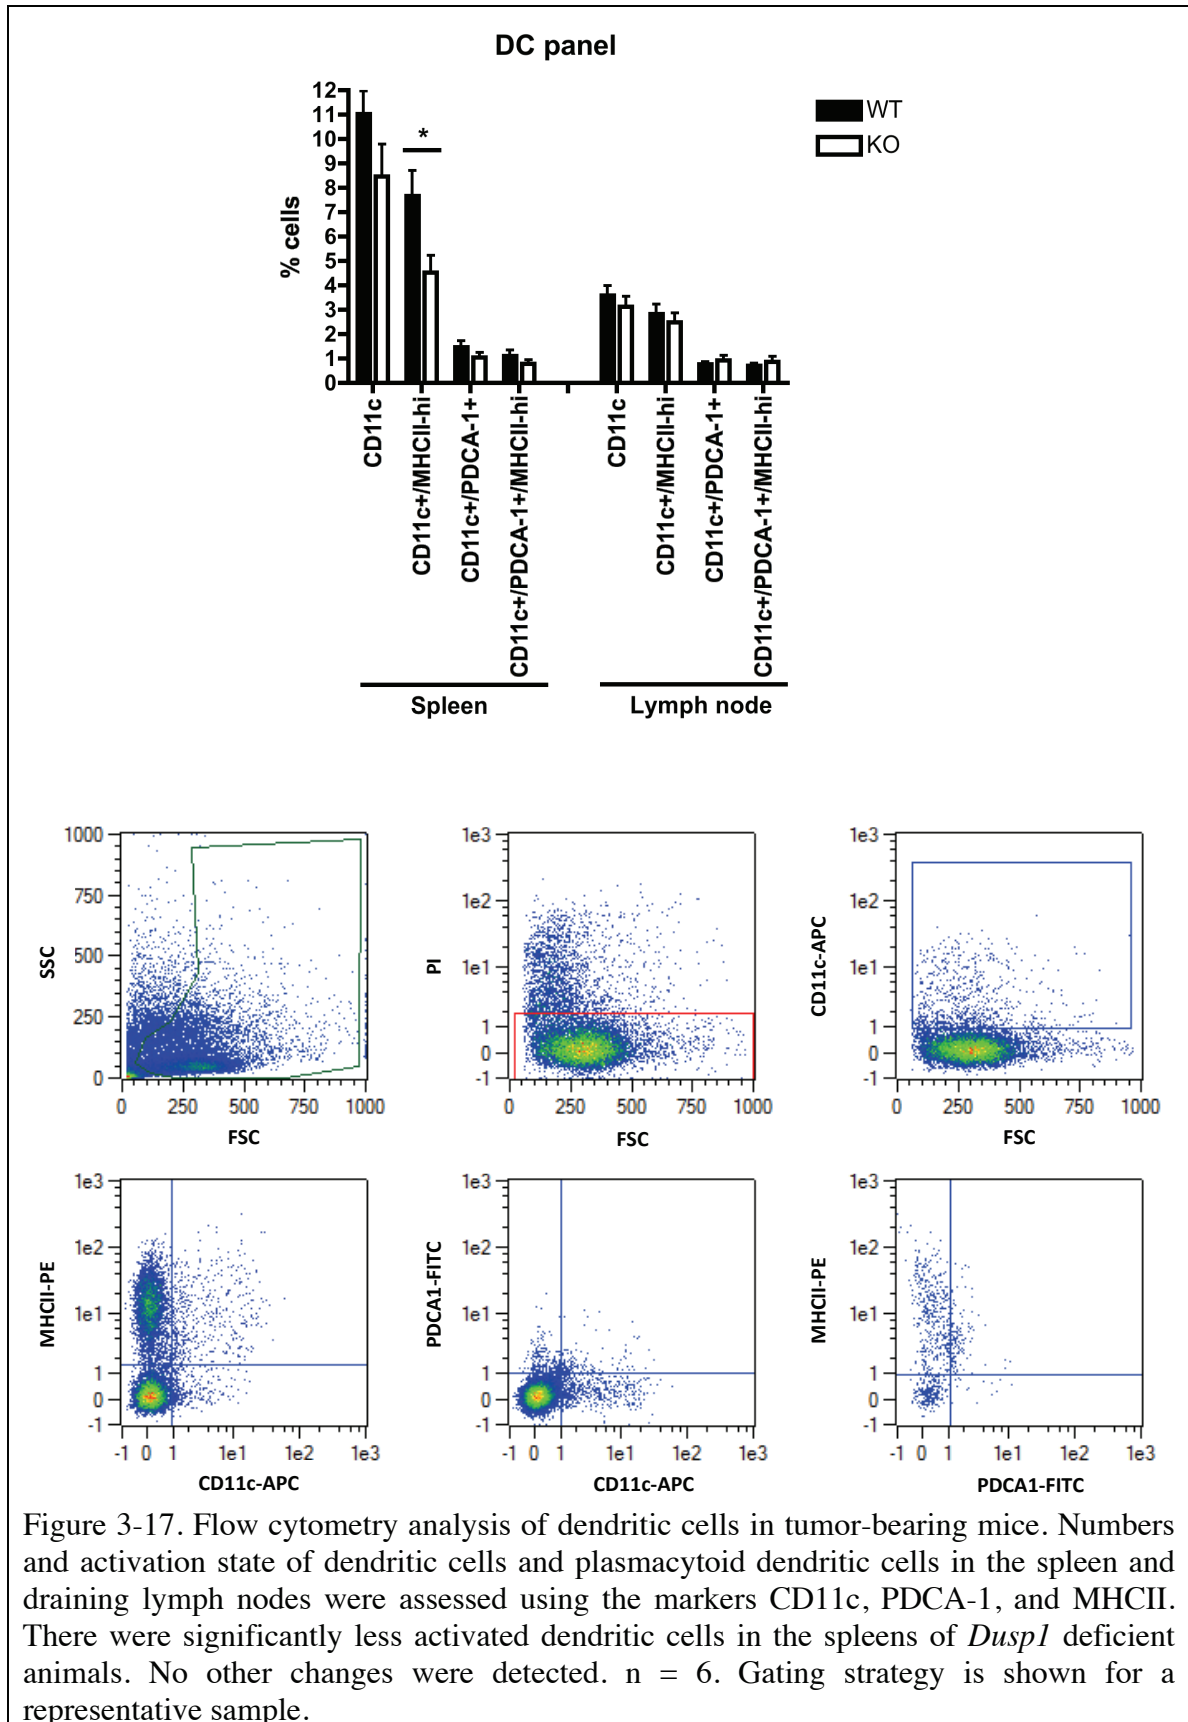 DC panel
WT
KO
% cells
12
11
10
9
8
7
6
5
4
3
2
1
0
*
CD11c
CD11c+/MHCII-hi
CD11c+/PDCA-1+
CD11c+/PDCA-1+/MHCII-hi
CD11c
CD11c+/MHCII-hi
CD11c+/PDCA-1+
CD11c+/PDCA-1+/MHCII-hi
Spleen
Lymph node
SSC
1000
750
500
250
0
0 250 500 750 1000
FSC
PI
1e3
1e2
1e1
1
0
-1
0 250 500 750 1000
FSC
CD11c-APC
1e3
1e2
1e1
1
0
-1
0 250 500 750 1000
FSC
MHCII-PE
1e3
1e2
1e1
1
0
-1
-1 0 1 1e1 1e2 1e3
CD11c-APC
PDCA1-FITC
1e3
1e2
1e1
1
0
-1
-1 0 1 1e1 1e2 1e3
CD11c-APC
MHCII-PE
1e3
1e2
1e1
1
0
-1
-1 0 1 1e1 1e2 1e3
PDCA1-FITC
Figure 3-17. Flow cytometry analysis of dendritic cells in tumor-bearing mice. Numbers
and activation state of dendritic cells and plasmacytoid dendritic cells in the spleen and
draining lymph nodes were assessed using the markers CD11c, PDCA-1, and MHCII.
There were significantly less activated dendritic cells in the spleens of Dusp1 deficient
animals. No other changes were detected. n = 6. Gating strategy is shown for a
representative sample.